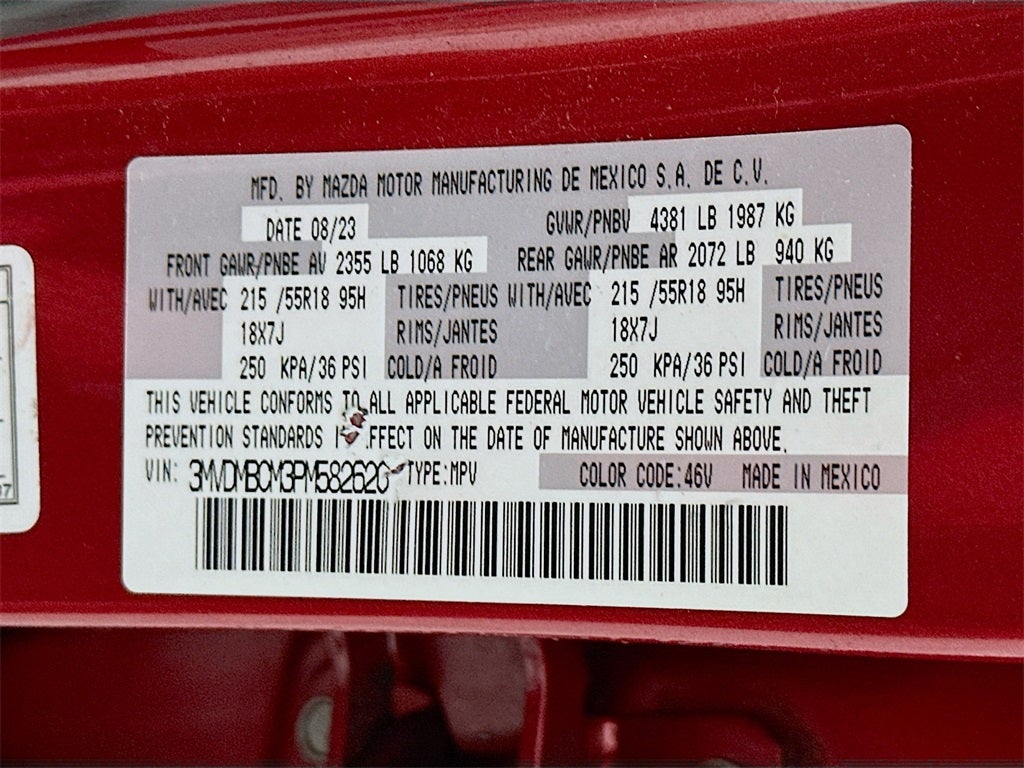 MFD. BY MAZDA MOTOR MANUFACTURING DE MEXICO S.A. DE C.V.
DATE 08/23 GVWR/PNBV 4381 LB 1987 KG
FRONT GAWR/PNBE AV 2355 LB 1068 KG REAR GAWR/PNBE AR 2072 LB 940 KG
WITH/AVEC 215 /55R18 95H TIRES/PNEUS WITH/AVEC 215 /55R18 95H TIRES/PNEUS
18X7J RIMS/JANTES 18X7J RIMS/JANTES
250 KPA/36 PSI COLD/A FROID 250 KPA/36 PSI COLD/A FROID
THIS VEHICLE CONFORMS TO ALL APPLICABLE FEDERAL MOTOR VEHICLE SAFETY AND THEFT
PREVENTION STANDARDS I FFECT ON THE DATE OF MANUFACTURE SHOWN ABOVE.
VIN: 3MVDMBCM3PM582620 TYPE:MPV COLOR CODE:46V MADE IN MEXICO